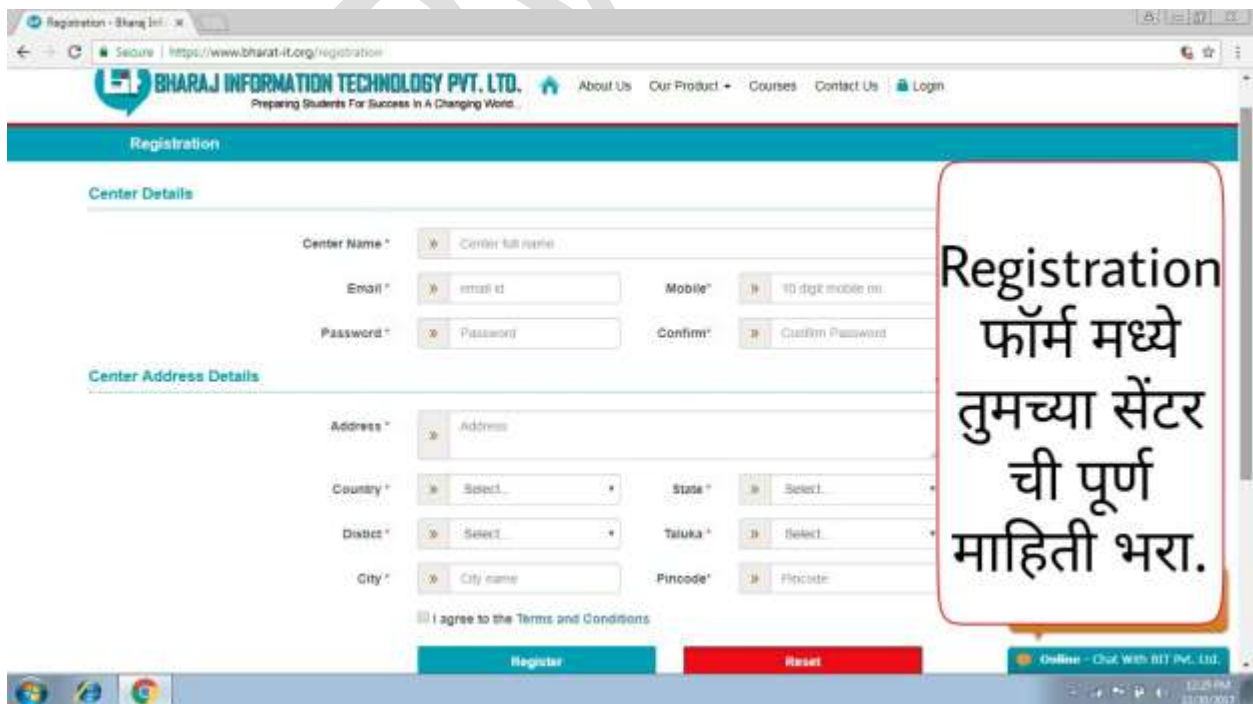 Registration - Bharaj Inf
Secure | https://www.bharat-it.org/registration
BHARAJ INFORMATION TECHNOLOGY PVT. LTD.
Preparing Students For Success In A Changing World..
About Us Our Product Courses Contact Us Login
Registration
Center Details
Center Name * Center full name
Email * email id Mobile* 10 digit mobile no.
Password * Password Confirm* Confirm Password
Center Address Details
Address * Address
Country * Select... State * Select...
Distict * Select... Taluka * Select...
City * City name Pincode* Pincode
I agree to the Terms and Conditions
Register Reset
Registration
फॉर्म मध्ये
तुमच्या सेंटर
ची पूर्ण
माहिती भरा.
Online - Chat With BIT Pvt. Ltd.
12:25 PM